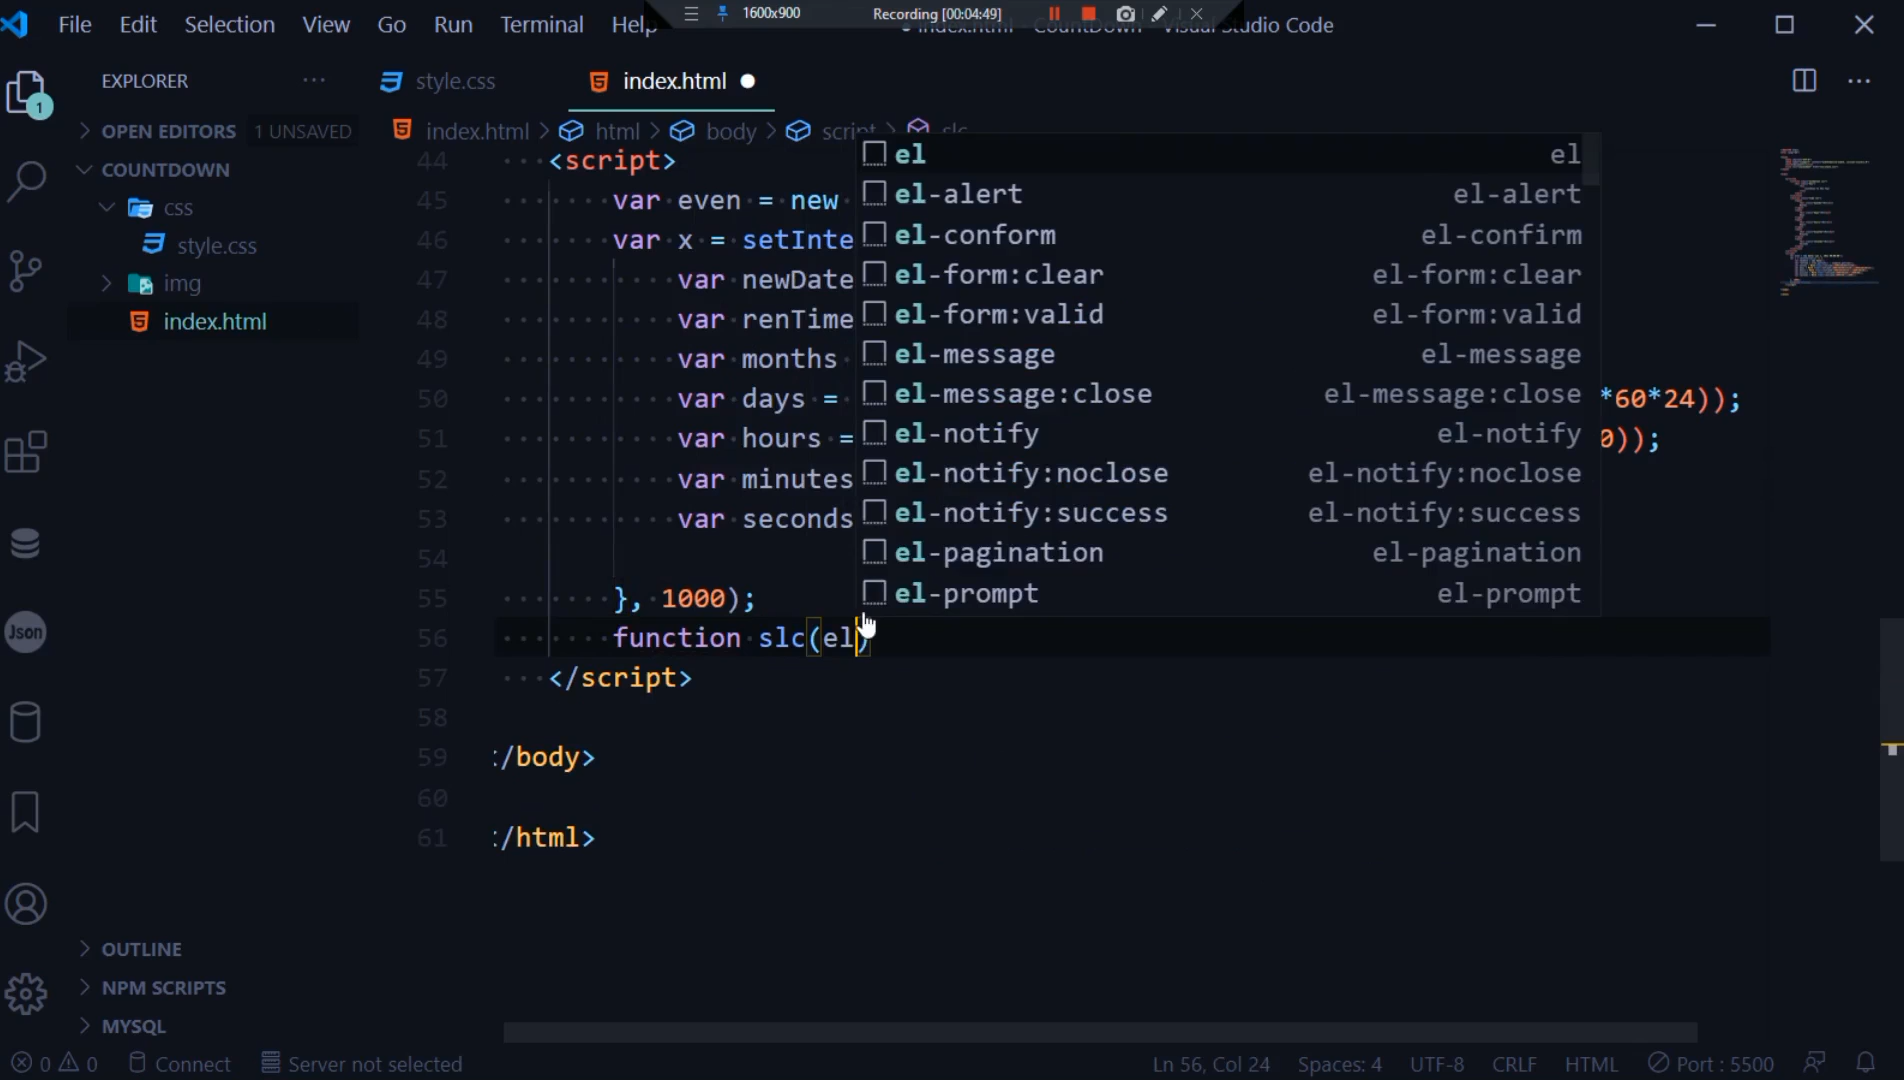 File Edit Selection View Go Run Terminal Help
1600x900 Recording [00:04:49]
index.html - CountDown - Visual Studio Code
EXPLORER ···
style.css
index.html
1
OPEN EDITORS 1 UNSAVED
COUNTDOWN
css
style.css
img
index.html
Json
OUTLINE
NPM SCRIPTS
MYSQL
index.html > html > body > script > slc
44 <script>
45 var even = new
46 var x = setInte
47 var newDate
48 var renTime
49 var months
50 var days = *60*24));
51 var hours = 0));
52 var minutes
53 var seconds
54
55 }, 1000);
56 function slc(el)
57 </script>
58
59 </body>
60
61 </html>
el el
el-alert el-alert
el-conform el-confirm
el-form:clear el-form:clear
el-form:valid el-form:valid
el-message el-message
el-message:close el-message:close
el-notify el-notify
el-notify:noclose el-notify:noclose
el-notify:success el-notify:success
el-pagination el-pagination
el-prompt el-prompt
0 0 Connect Server not selected Ln 56, Col 24 Spaces: 4 UTF-8 CRLF HTML Port : 5500